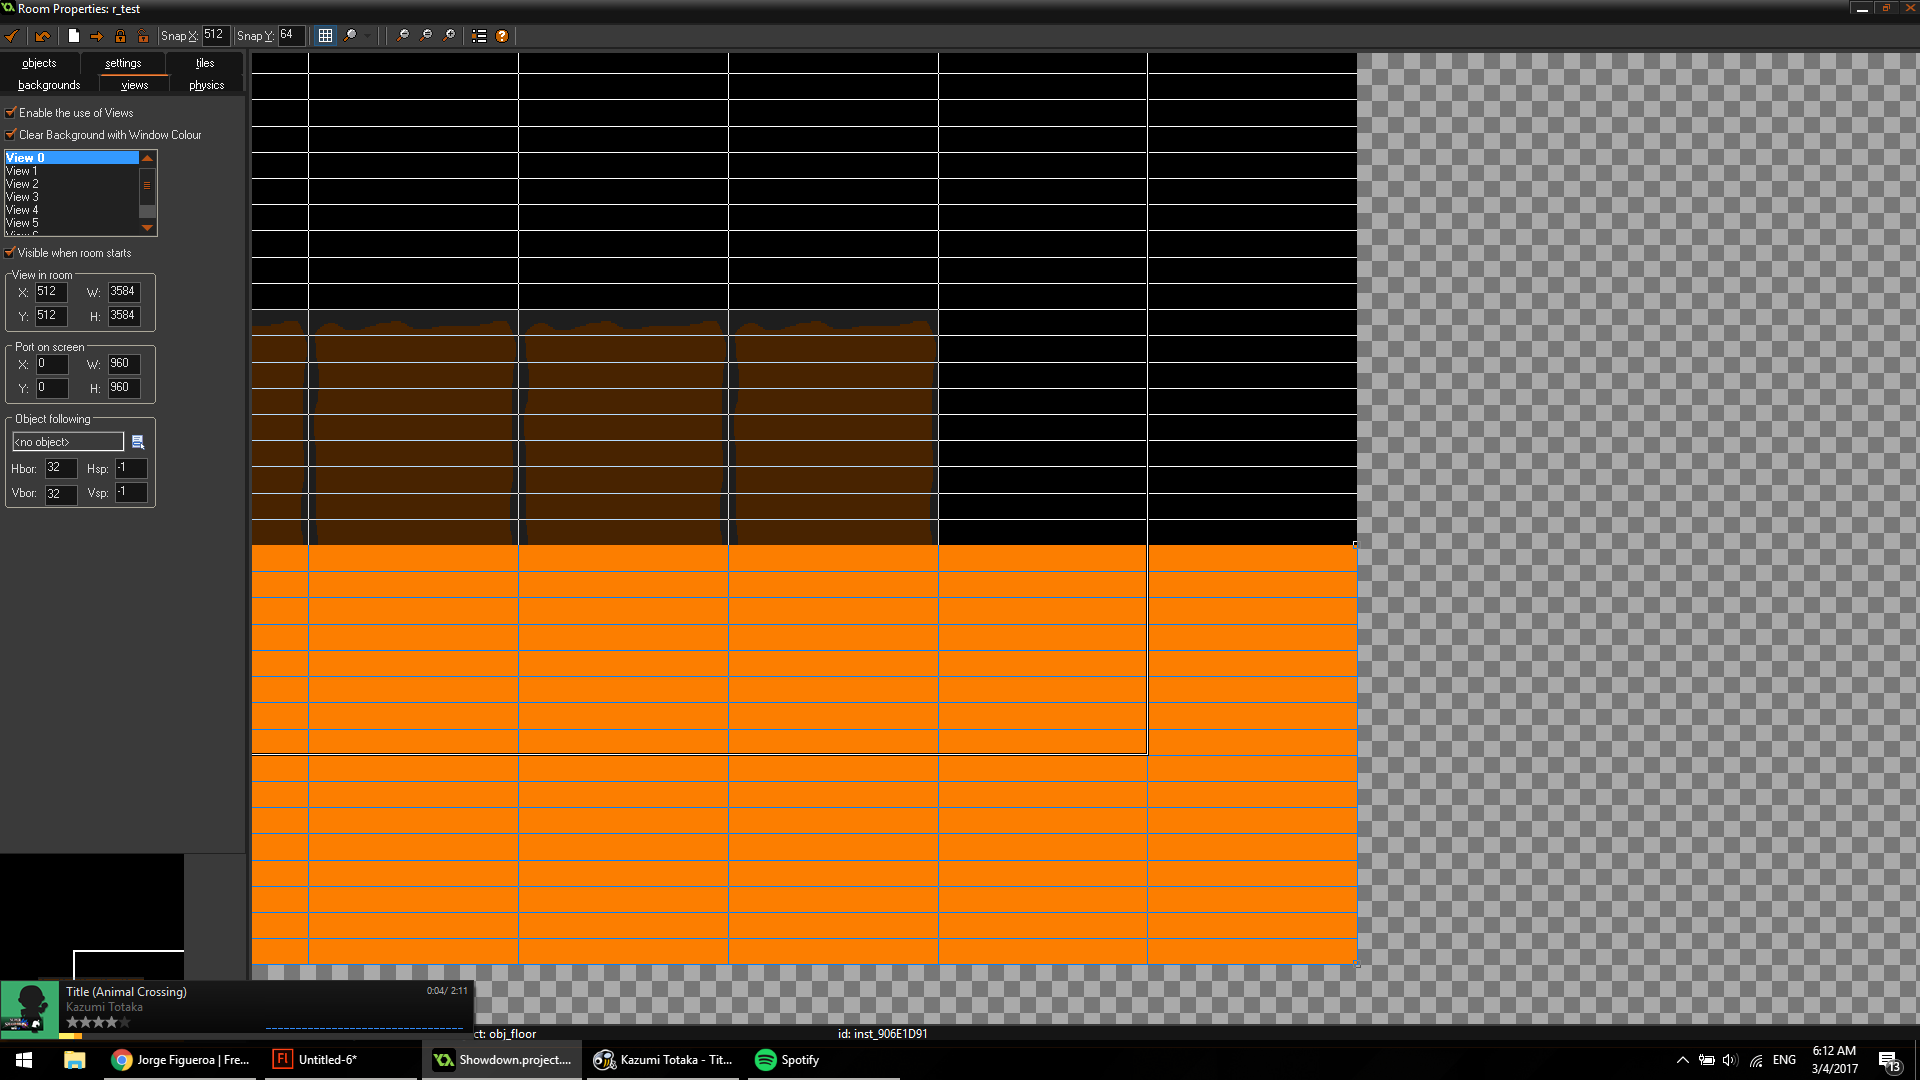 Room Properties: r_test
Snap X: 512 Snap Y: 64
objects settings tiles
backgrounds views physics
Enable the use of Views
Clear Background with Window Colour
View 0
View 1
View 2
View 3
View 4
View 5
Visible when room starts
View in room
X: 512 W: 3584
Y: 512 H: 3584
Port on screen
X: 0 W: 960
Y: 0 H: 960
Object following
<no object>
Hbor: 32 Hsp: -1
Vbor: 32 Vsp: -1
Title (Animal Crossing) 0:04/ 2:11
Kazumi Totaka
ct: obj_floor id: inst_906E1D91
Jorge Figueroa | Fre... Untitled-6* Showdown.project.... Kazumi Totaka - Tit... Spotify
ENG 6:12 AM
3/4/2017
13